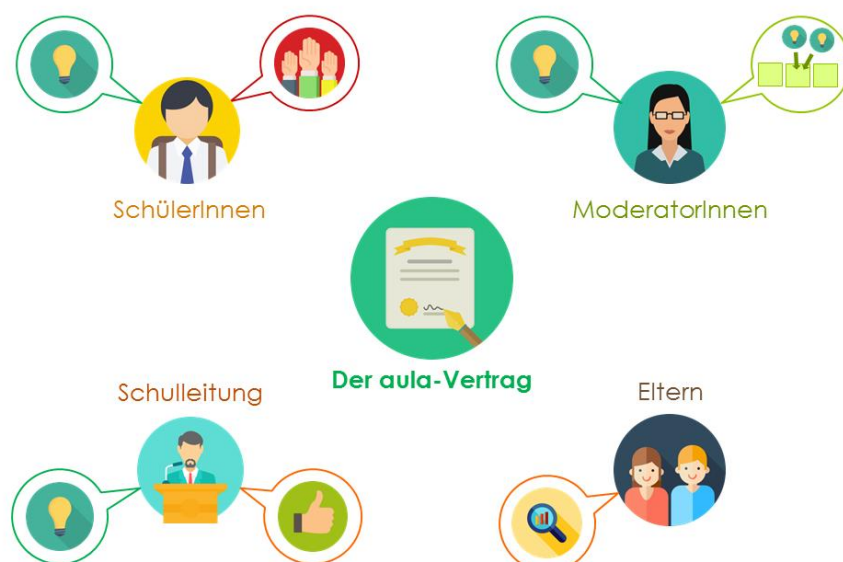 SchülerInnen
ModeratorInnen
Der aula-Vertrag
Schulleitung
Eltern